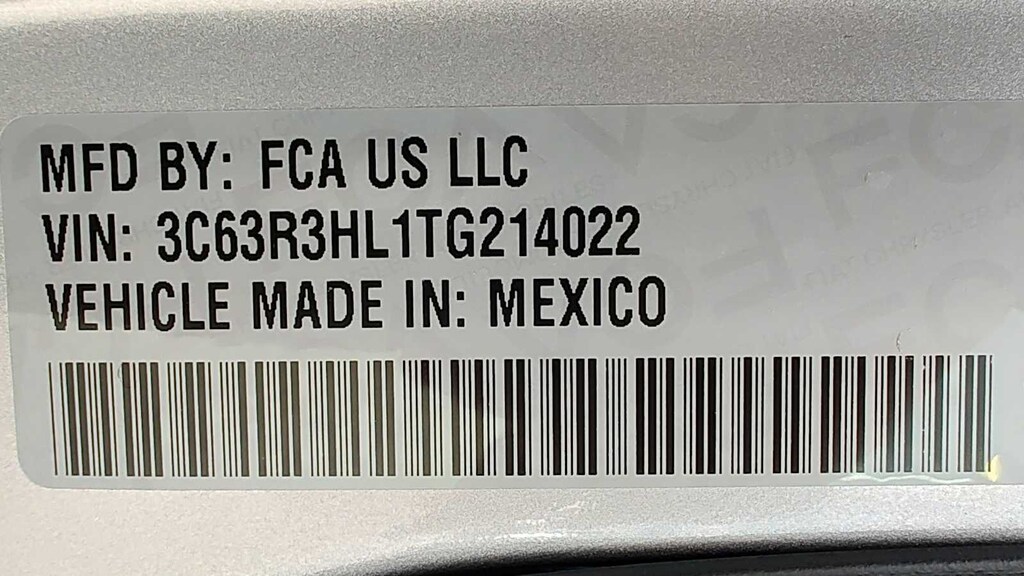 MFD BY: FCA US LLC
VIN: 3C63R3HL1TG214022
VEHICLE MADE IN: MEXICO